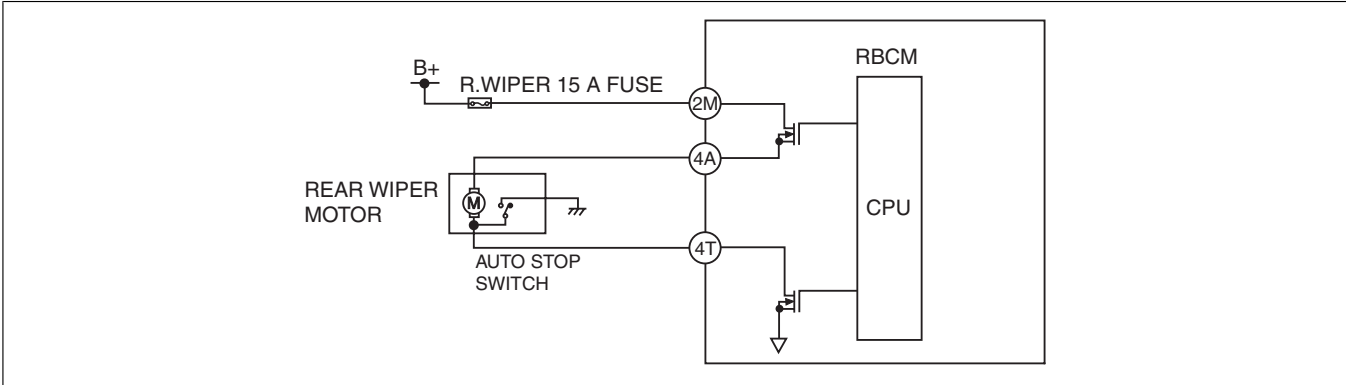 RBCM
B+
R.WIPER 15 A FUSE
2M
4A
REAR WIPER
MOTOR
M
CPU
4T
AUTO STOP
SWITCH